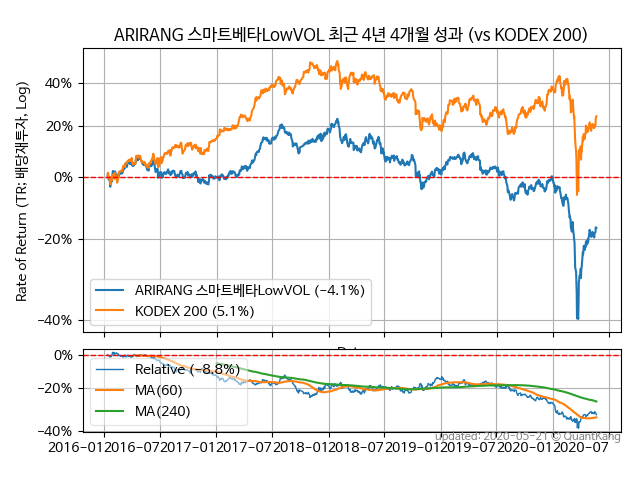 ARIRANG 스마트베타LowVOL 최근 4년 4개월 성과 (vs KODEX 200)
Rate of Return (TR: 배당재투자, Log)
40%
20%
0%
−20%
−40%
ARIRANG 스마트베타LowVOL (−4.1%)
KODEX 200 (5.1%)
0%
−20%
−40%
Relative (−8.8%)
MA(60)
MA(240)
2016-01 2016-07 2017-01 2017-07 2018-01 2018-07 2019-01 2019-07 2020-01 2020-07
Updated: 2020-05-21 © QuantKang